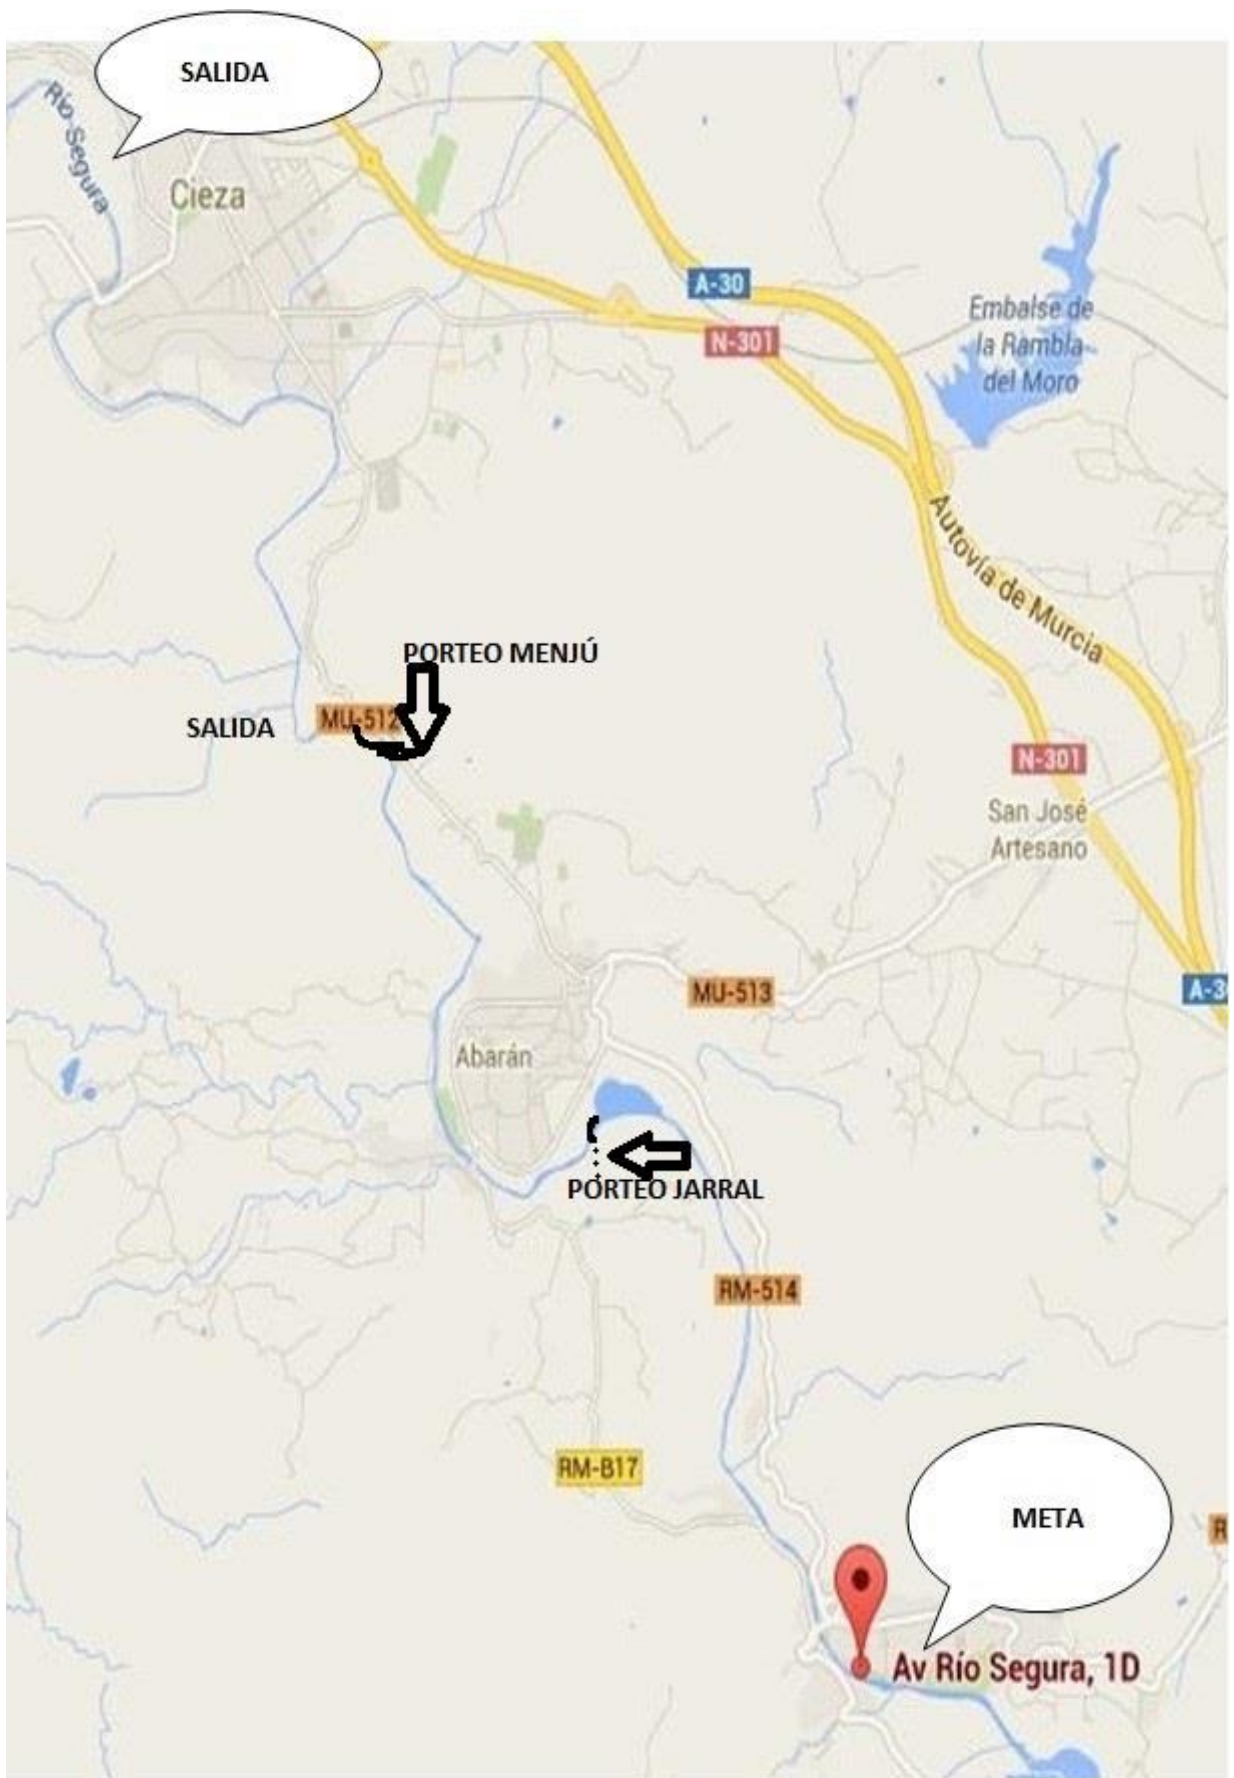 SALIDA
Río-Segura
Cieza
A-30
N-301
Embalse de
la Rambla
del Moro
Autovía de Murcia
PORTEO MENJÚ
SALIDA
MU-512
N-301
San José
Artesano
MU-513
A-3
Abarán
PORTEO JARRAL
RM-514
RM-B17
META
R
Av Río Segura, 1D